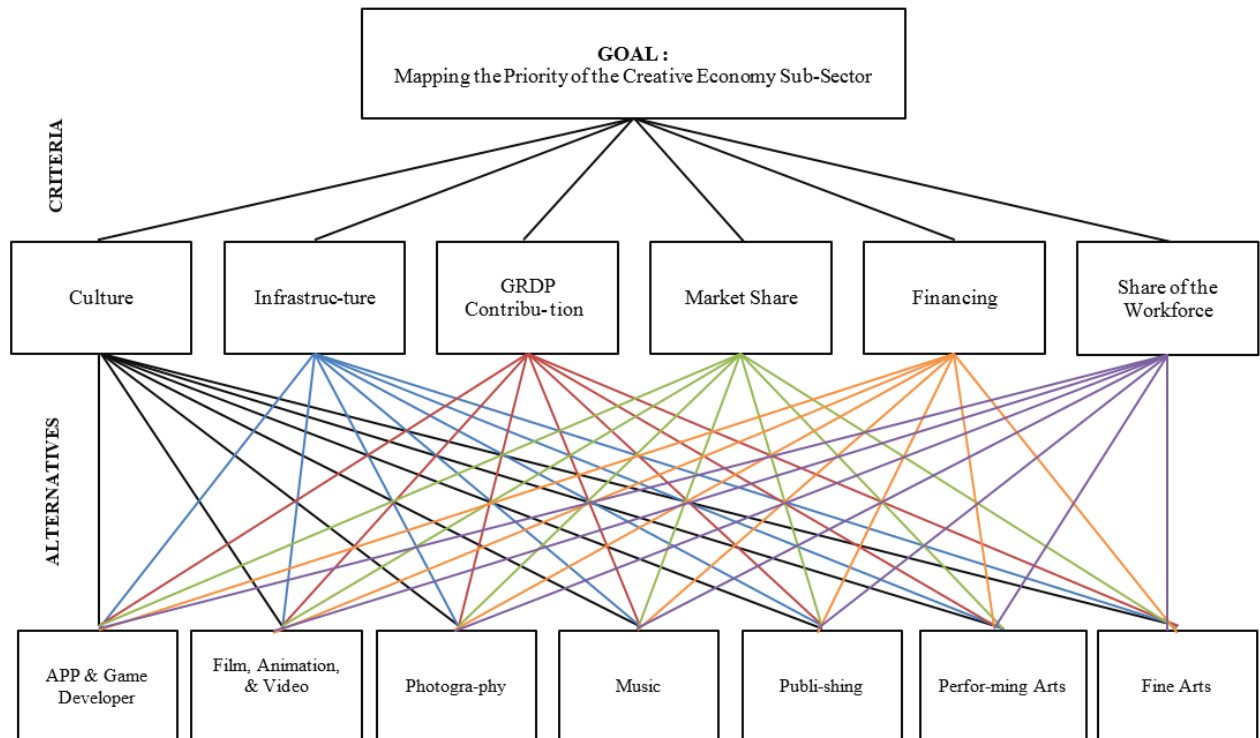 GOAL :
Mapping the Priority of the Creative Economy Sub-Sector
CRITERIA
Culture
Infrastruc-ture
GRDP
Contribu-tion
Market Share
Financing
Share of the
Workforce
ALTERNATIVES
APP & Game
Developer
Film, Animation,
& Video
Photogra-phy
Music
Publi-shing
Perfor-ming Arts
Fine Arts